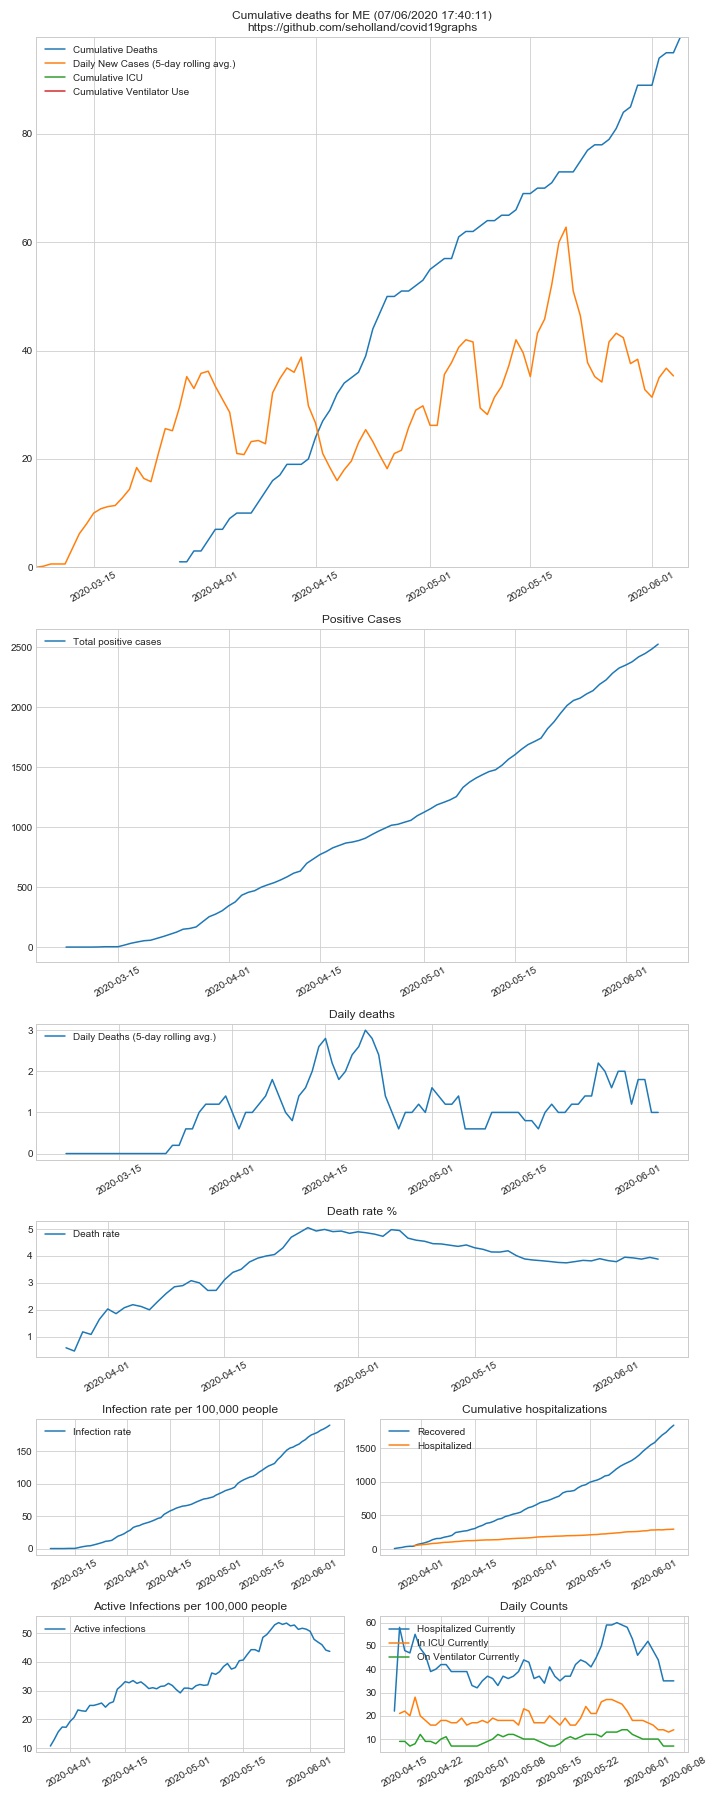 Cumulative deaths for ME (07/06/2020 17:40:11)
https://github.com/seholland/covid19graphs
Cumulative Deaths
Daily New Cases (5-day rolling avg.)
Cumulative ICU
Cumulative Ventilator Use
80
60
40
20
0
2020-03-15 2020-04-01 2020-04-15 2020-05-01 2020-05-15 2020-06-01
Positive Cases
Total positive cases
2500
2000
1500
1000
500
0
2020-03-15 2020-04-01 2020-04-15 2020-05-01 2020-05-15 2020-06-01
Daily deaths
Daily Deaths (5-day rolling avg.)
3
2
1
0
2020-03-15 2020-04-01 2020-04-15 2020-05-01 2020-05-15 2020-06-01
Death rate %
Death rate
5
4
3
2
1
2020-04-01 2020-04-15 2020-05-01 2020-05-15 2020-06-01
Infection rate per 100,000 people
Infection rate
150
100
50
0
2020-03-15 2020-04-01 2020-04-15 2020-05-01 2020-05-15 2020-06-01
Cumulative hospitalizations
Recovered
Hospitalized
1500
1000
500
0
2020-04-01 2020-04-15 2020-05-01 2020-05-15 2020-06-01
Active Infections per 100,000 people
Active infections
50
40
30
20
10
2020-04-01 2020-04-15 2020-05-01 2020-05-15 2020-06-01
Daily Counts
Hospitalized Currently
In ICU Currently
On Ventilator Currently
60
50
40
30
20
10
2020-04-15 2020-04-22 2020-05-01 2020-05-08 2020-05-15 2020-05-22 2020-06-01 2020-06-08